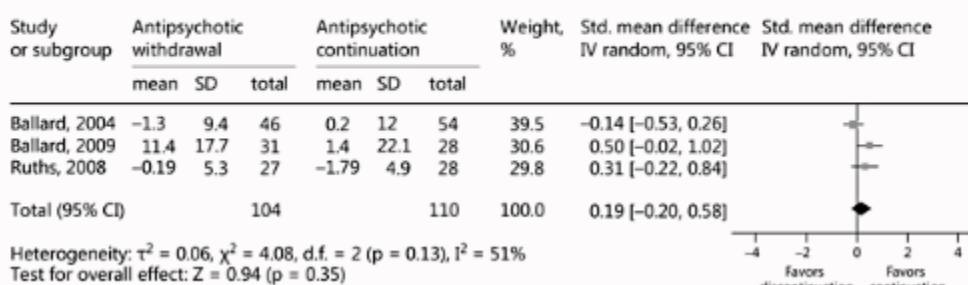 Study Antipsychotic Antipsychotic Weight, Std. mean difference Std. mean difference
or subgroup withdrawal continuation % IV random, 95% CI IV random, 95% CI
mean SD total mean SD total
Ballard, 2004 −1.3 9.4 46 0.2 12 54 39.5 −0.14 [−0.53, 0.26]
Ballard, 2009 11.4 17.7 31 1.4 22.1 28 30.6 0.50 [−0.02, 1.02]
Ruths, 2008 −0.19 5.3 27 −1.79 4.9 28 29.8 0.31 [−0.22, 0.84]
Total (95% CI) 104 110 100.0 0.19 [−0.20, 0.58]
Heterogeneity: τ² = 0.06, χ² = 4.08, d.f. = 2 (p = 0.13), I² = 51%
Test for overall effect: Z = 0.94 (p = 0.35)
−4 −2 0 2 4
Favors Favors